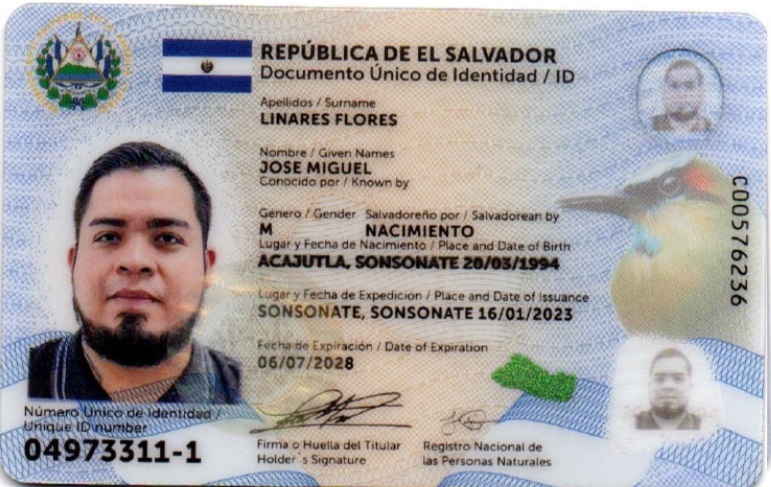 REPÚBLICA DE EL SALVADOR
Documento Único de Identidad / ID
Apellidos / Surname
LINARES FLORES
Nombre / Given Names
JOSE MIGUEL
Conocido por / Known by
Género / Gender Salvadoreño por / Salvadorean by
M NACIMIENTO
Lugar y Fecha de Nacimiento / Place and Date of Birth
ACAJUTLA, SONSONATE 20/03/1994
Lugar y Fecha de Expedición / Place and Date of Issuance
SONSONATE, SONSONATE 16/01/2023
Fecha de Expiración / Date of Expiration
06/07/2028
Número Único de Identidad /
Unique ID number
04973311-1
Firma o Huella del Titular
Holder's Signature
Registro Nacional de
las Personas Naturales
C00576236